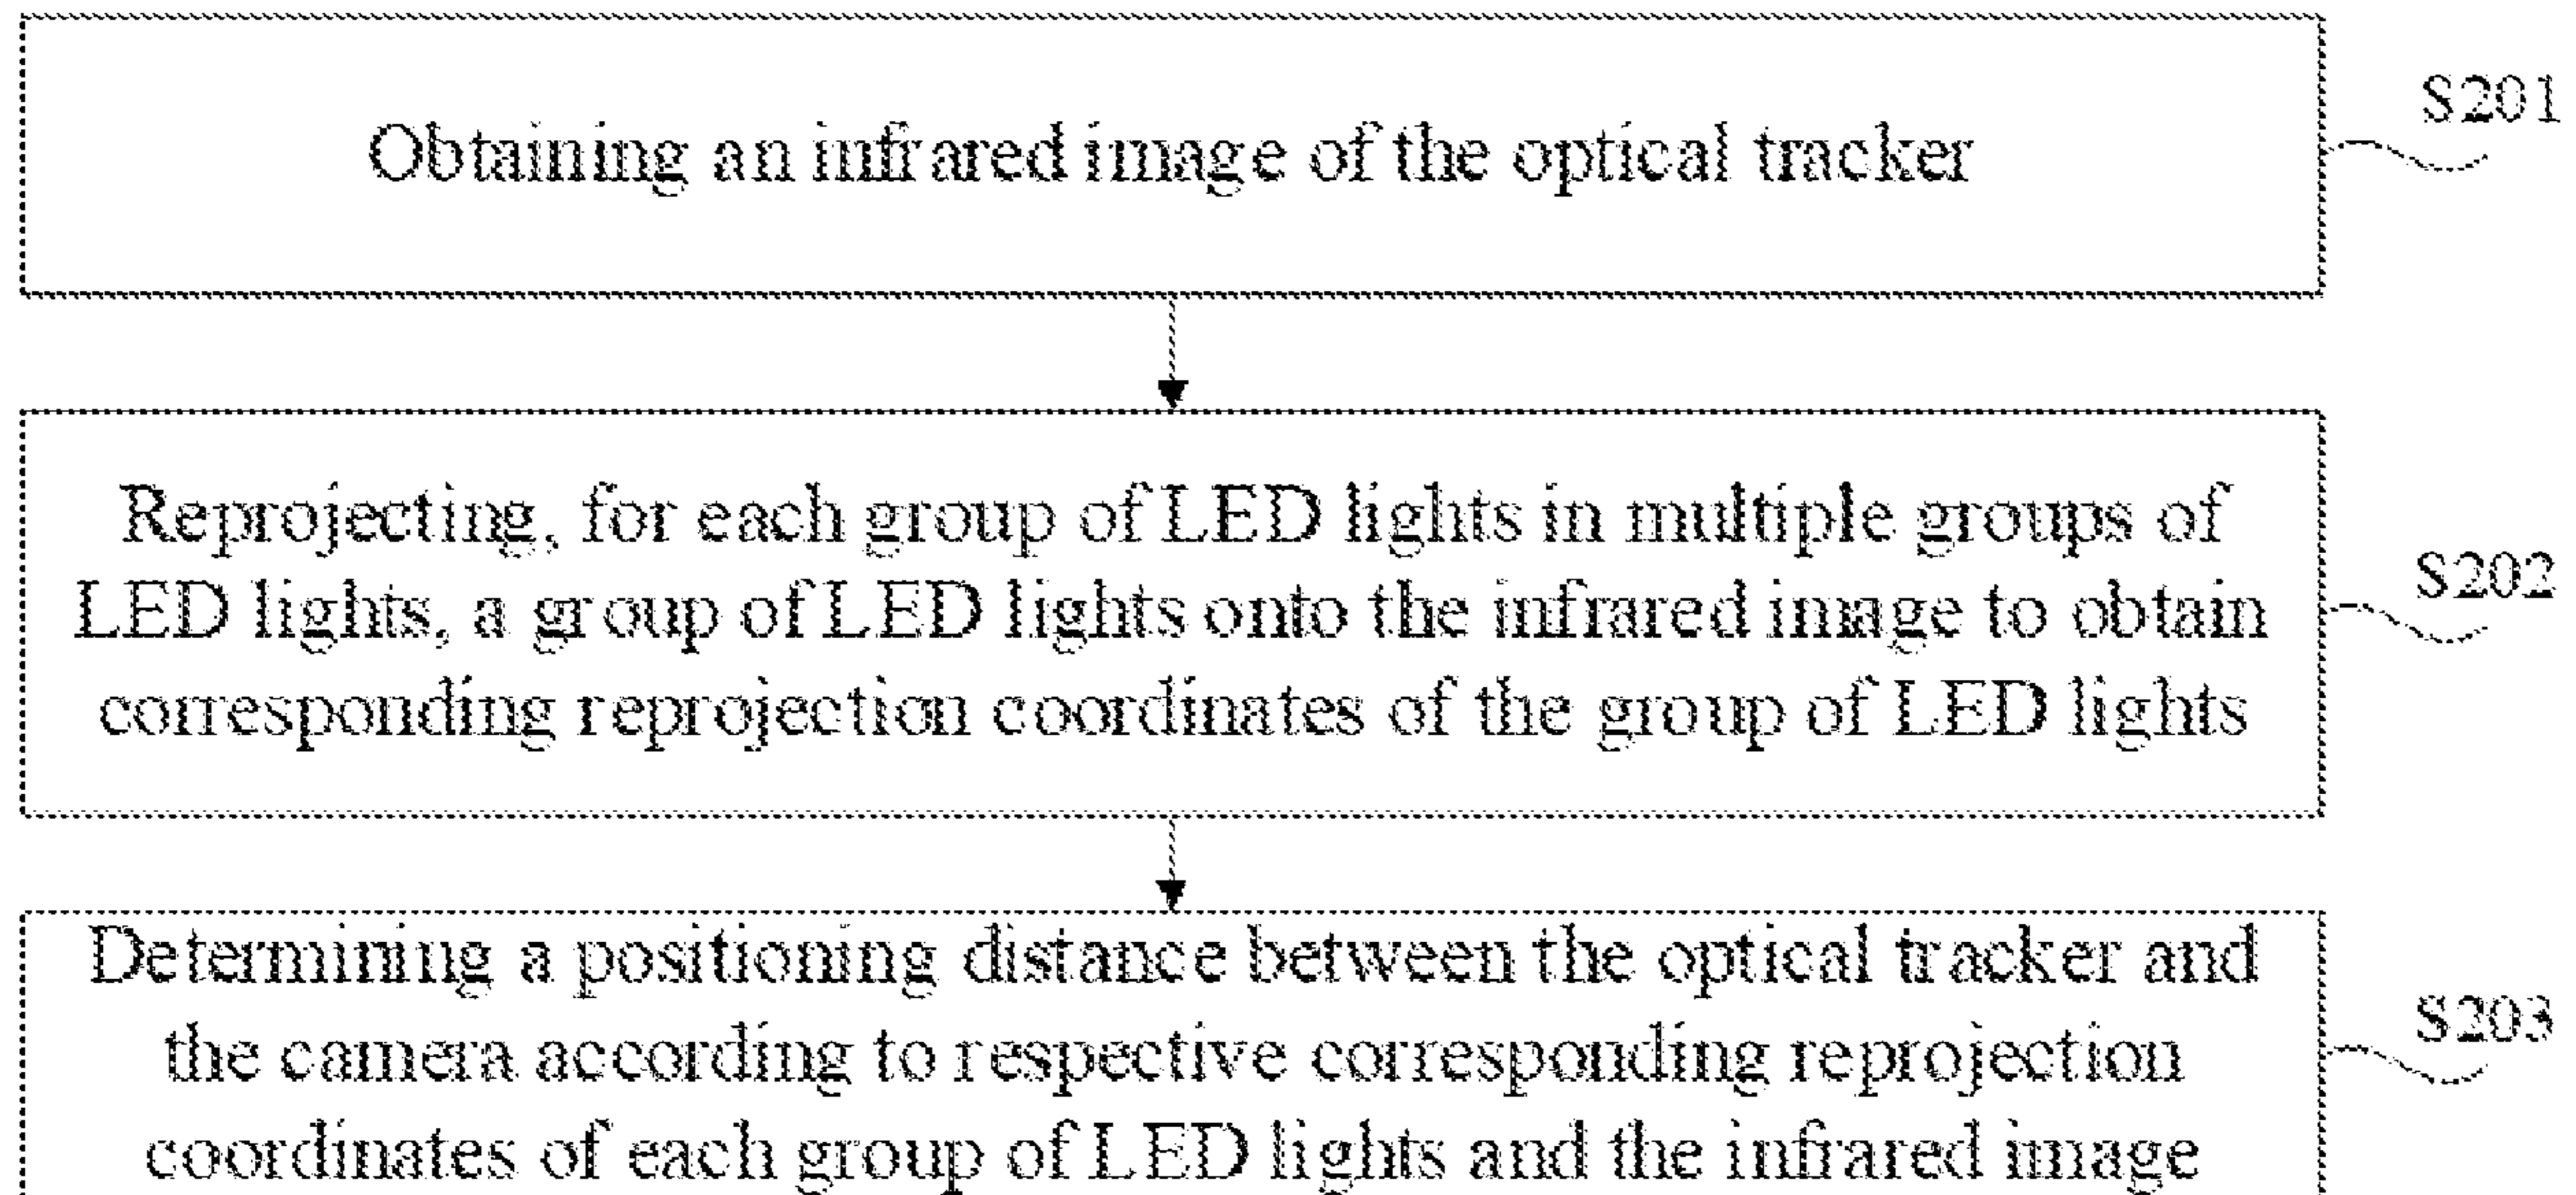 Obtaining an infrared image of the optical tracker
S201
Reprojecting, for each group of LED lights in multiple groups of
LED lights, a group of LED lights onto the infrared image to obtain
corresponding reprojection coordinates of the group of LED lights
S202
Determining a positioning distance between the optical tracker and
the camera according to respective corresponding reprojection
coordinates of each group of LED lights and the infrared image
S203